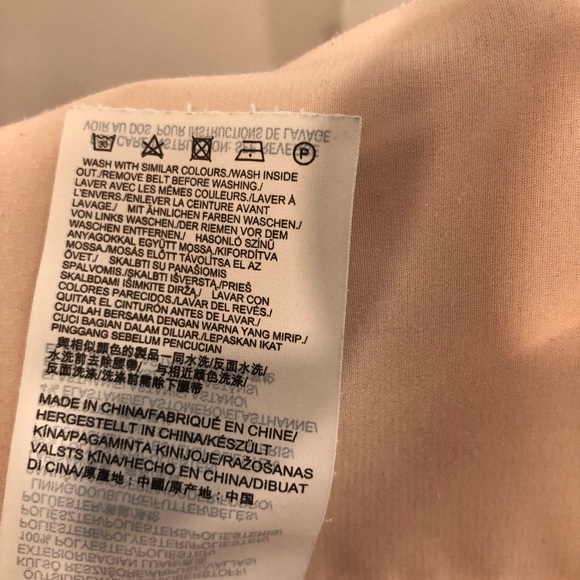 30
P
WASH WITH SIMILAR COLOURS./WASH INSIDE
OUT./REMOVE BELT BEFORE WASHING./
LAVER AVEC LES MÊMES COULEURS./LAVER À
L'ENVERS./ENLEVER LA CEINTURE AVANT
LAVAGE./ MIT ÄHNLICHEN FARBEN WASCHEN./
VON LINKS WASCHEN./DER RIEMEN VOR DEM
WASCHEN ENTFERNEN./ HASONLÓ SZÍNŰ
ANYAGOKKAL EGYÜTT MOSSA./KIFORDÍTVA
MOSSA./MOSÁS ELŐTT TÁVOLÍTSA EL AZ
ÖVET./ SKALBTI SU PANAŠIOMIS
SPALVOMIS./SKALBTI IŠVERSTĄ./PRIEŠ
SKALBDAMI IŠIMKITE DIRŽĄ./ LAVAR CON
COLORES PARECIDOS./LAVAR DEL REVÉS./
QUITAR EL CINTURÓN ANTES DE LAVAR./
CUCILAH BERSAMA DENGAN WARNA YANG MIRIP./
CUCI BAGIAN DALAM DILUAR./LEPASKAN IKAT
PINGGANG SEBELUM PENCUCIAN
與相似顏色的製品一同水洗/反面水洗/
水洗前去除腰帶/ 与相近颜色洗涤/
反面洗涤/洗涤前需除下腰带
MADE IN CHINA/FABRIQUÉ EN CHINE/
HERGESTELLT IN CHINA/KÉSZÜLT
KÍNA/PAGAMINTA KINIJOJE/RAŽOŠANAS
VALSTS KĪNA/HECHO EN CHINA/DIBUAT
DI CINA/原產地：中國/原产地：中国